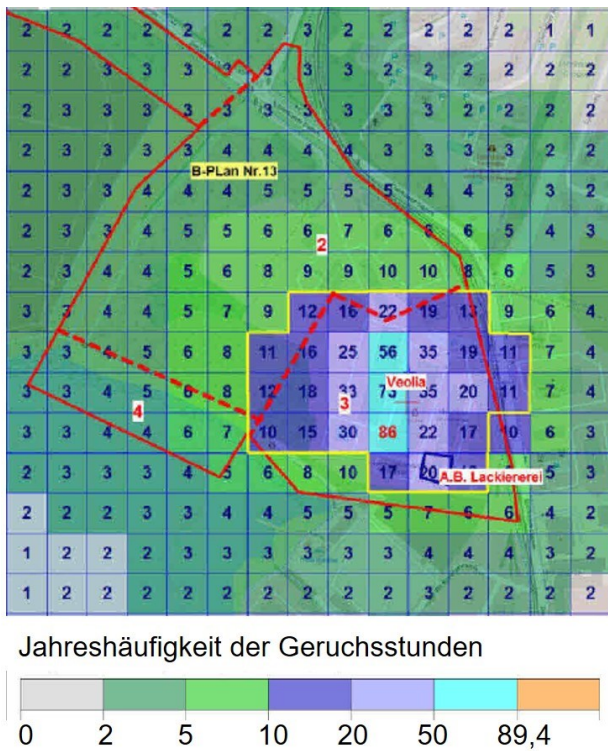 2 2 2 2 2 2 2 3 2 2 2 2 2 1 1
2 2 3 3 3 2 3 3 3 2 2 2 2 2 2
2 3 3 3 3 3 3 3 3 3 3 2 2 2 2
2 3 3 3 3 4 4 4 4 3 3 3 3 2 2
B-PLan Nr.13
2 3 3 4 4 4 5 5 5 5 4 4 3 3 2
2 3 3 4 5 5 6 6 7 6 6 6 5 4 3
2
2 3 4 4 5 6 8 9 9 10 10 8 6 5 3
3 3 4 4 5 7 9 12 16 22 19 13 9 6 4
3 3 4 5 6 8 11 16 25 56 35 19 11 7 4
3 3 4 5 6 8 12 18 33 73 35 20 11 7 4
Veolia
4
3
3 3 4 4 6 7 10 15 30 86 22 17 10 6 3
2 3 3 3 4 5 6 8 10 17 20 5 3
A.B. Lackiererei
2 2 2 3 3 4 4 5 5 5 7 6 6 4 2
1 2 2 2 3 3 3 3 3 3 4 4 4 3 2
1 2 2 2 2 2 2 2 2 2 3 2 2 2 2
Jahreshäufigkeit der Geruchsstunden
0 2 5 10 20 50 89.4